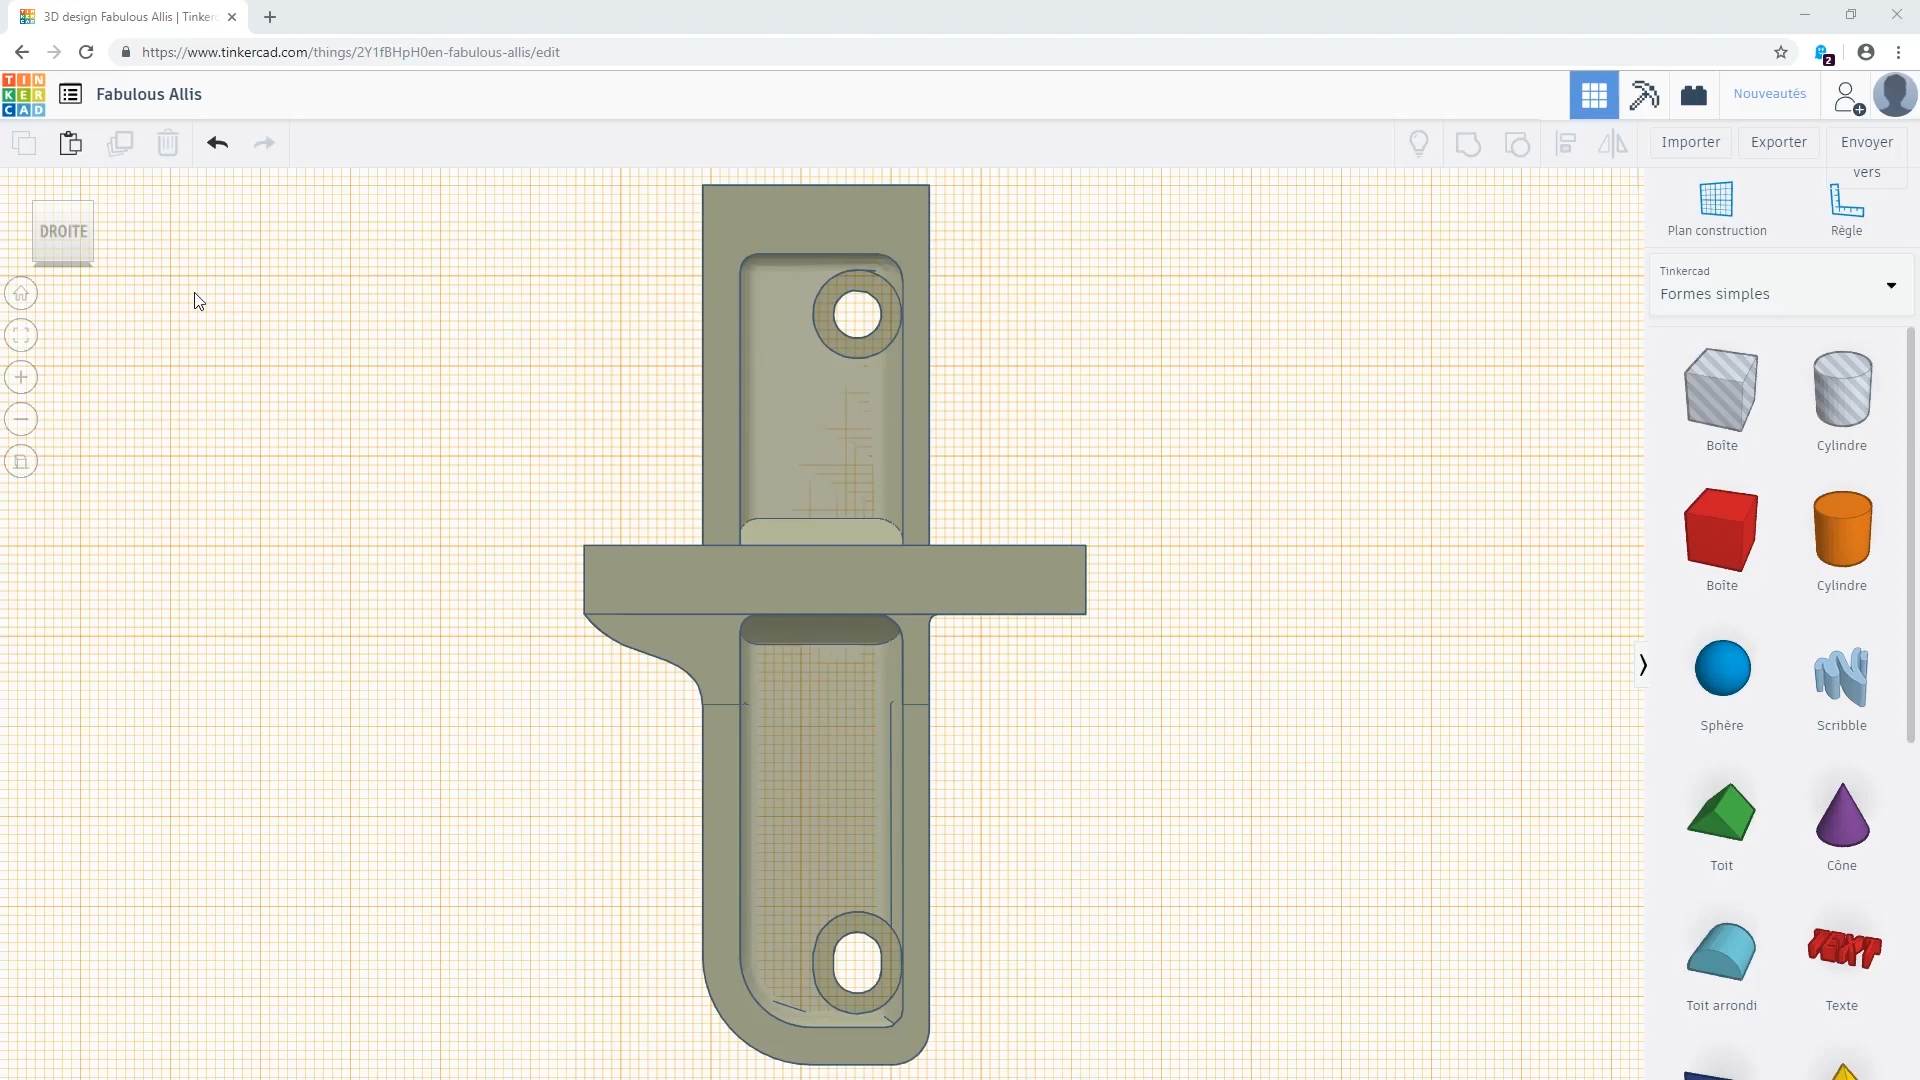 3D design Fabulous Allis | Tinker
https://www.tinkercad.com/things/2Y1fBHpH0en-fabulous-allis/edit
2
TIN
KER
CAD
Fabulous Allis
Nouveautés
Importer
Exporter
Envoyer
vers
DROITE
Plan construction
Règle
Tinkercad
Formes simples
Boîte
Cylindre
Boîte
Cylindre
Sphère
Scribble
Toit
Cône
TEXT
Toit arrondi
Texte